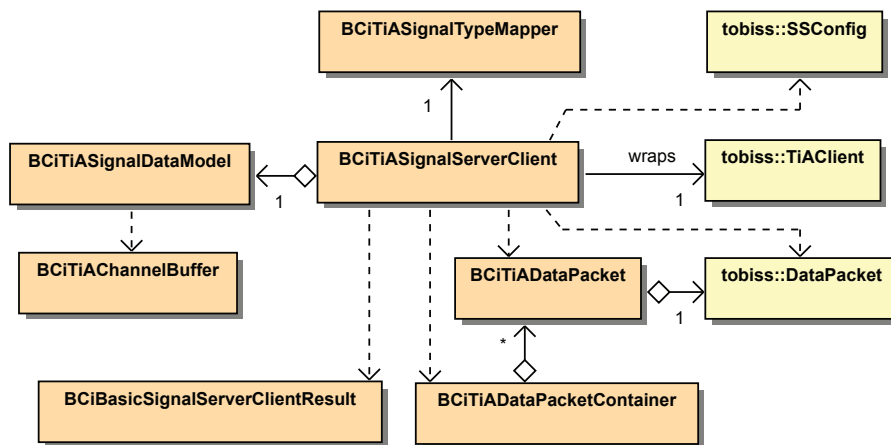 BCiTiASignalTypeMapper
tobiss::SSConfig
1
BCiTiASignalDataModel
BCiTiASignalServerClient
wraps
tobiss::TiAClient
1
1
BCiTiAChannelBuffer
BCiTiADataPacket
tobiss::DataPacket
1
*
BCiBasicSignalServerClientResult
BCiTiADataPacketContainer